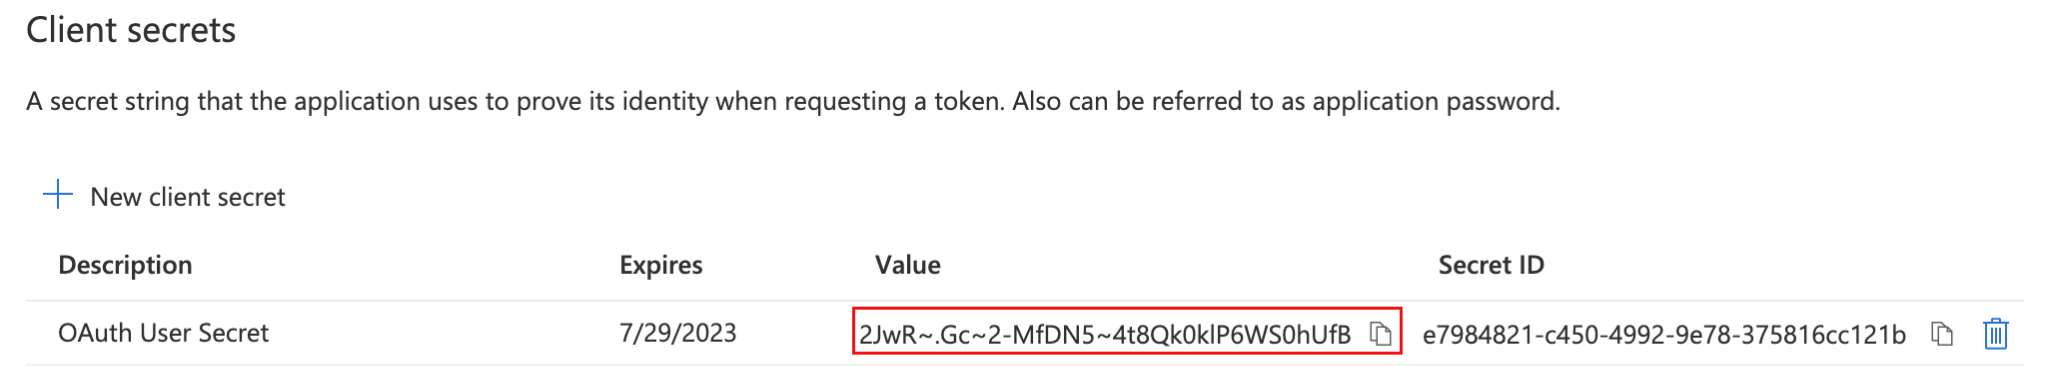 Client secrets
A secret string that the application uses to prove its identity when requesting a token. Also can be referred to as application password.
New client secret
Description Expires Value Secret ID
OAuth User Secret 7/29/2023 2JwR~.Gc~2-MfDN5~4t8Qk0klP6WS0hUfB e7984821-c450-4992-9e78-375816cc121b